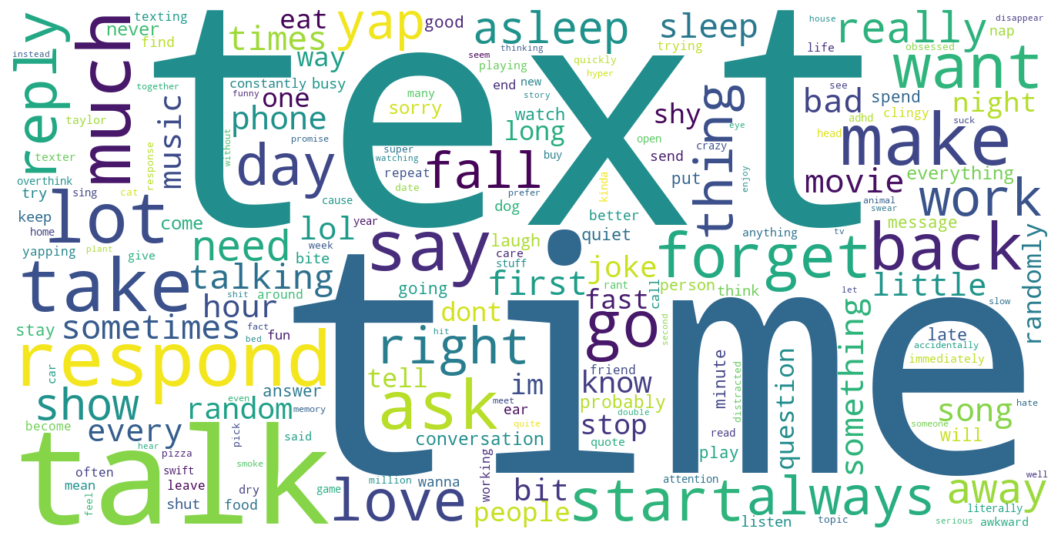 text
time
talk
respond
love
say
go
back
make
want
work
forget
start
always
away
lot
take
much
day
fall
ask
right
reply
yap
asleep
sleep
really
thing
something
need
show
talking
phone
times
first
sometimes
every
random
hour
lol
music
eat
way
one
long
shy
bad
movie
little
night
song
question
know
stop
fast
joke
bit
people
im
tell
dont
conversation
probably
randomly
never
texting
find
good
constantly
busy
sorry
many
playing
thinking
seem
trying
quickly
hyper
end
new
story
watch
buy
open
send
crazy
eye
put
life
house
disappear
nap
obsessed
see
spend
clingy
adhd
head
suck
enjoy
everything
animal
swear
message
tv
anything
better
quiet
prefer
kinda
dog
date
repeat
watching
super
without
promise
funny
instead
together
taylor
texter
overthink
try
sing
cat
response
keep
home
come
yapping
give
plant
bite
week
year
cause
laugh
care
stuff
going
rant
call
person
think
let
slow
late
accidentally
immediately
minute
distracted
second
friend
hit
fun
fact
bed
shit
around
stay
car
answer
even
memory
meet
ear
quite
double
quote
read
play
hate
someone
will
well
literally
awkward
serious
topic
listen
attention
working
wanna
million
game
dry
food
smoke
pick
said
hear
pizza
swift
leave
shut
often
mean
feel
become